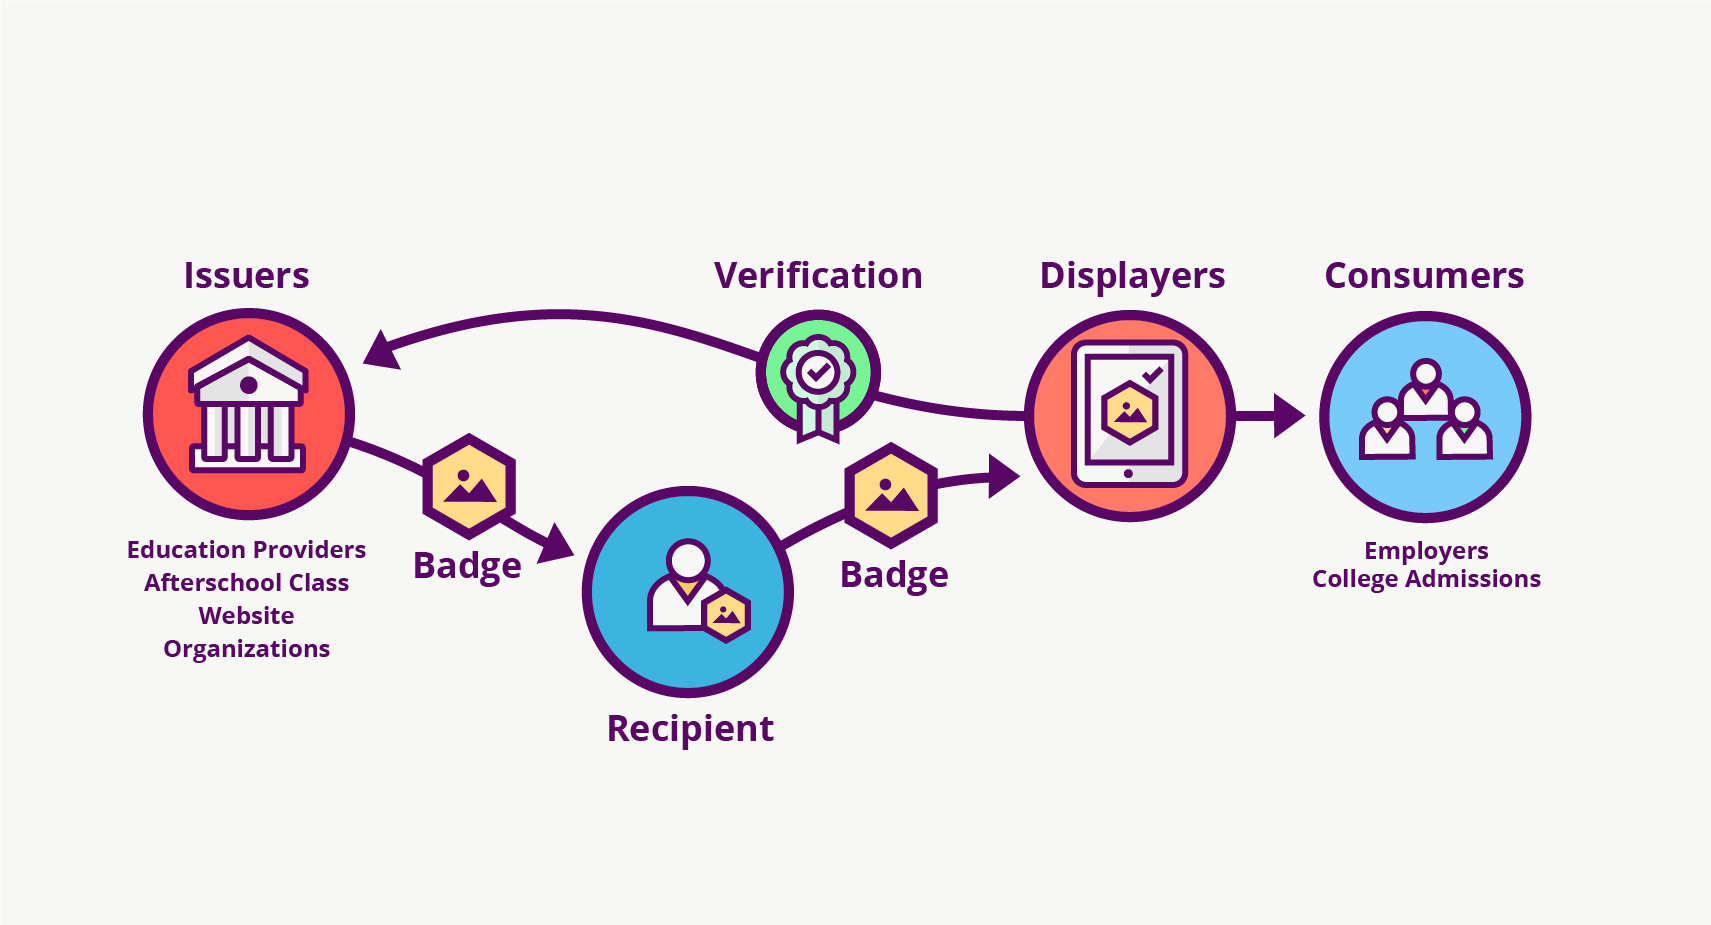 Issuers
Verification
Displayers
Consumers
Education Providers
Afterschool Class
Website
Organizations
Badge
Badge
Employers
College Admissions
Recipient